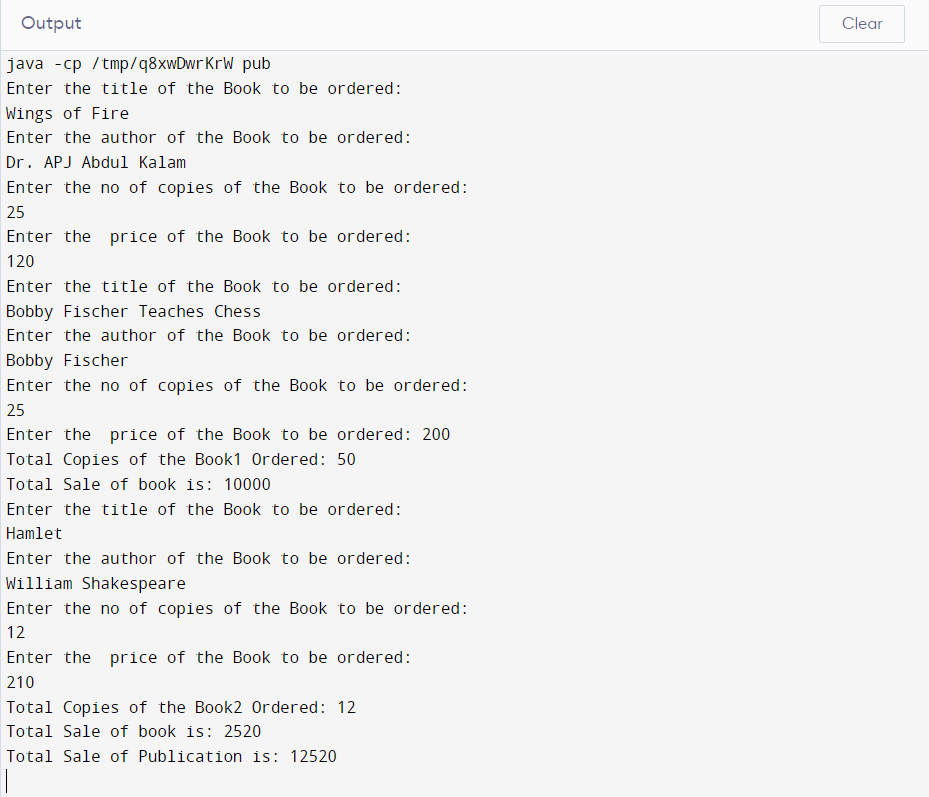 Output
Clear
java -cp /tmp/q8xwDwrKrW pub
Enter the title of the Book to be ordered:
Wings of Fire
Enter the author of the Book to be ordered:
Dr. APJ Abdul Kalam
Enter the no of copies of the Book to be ordered:
25
Enter the  price of the Book to be ordered:
120
Enter the title of the Book to be ordered:
Bobby Fischer Teaches Chess
Enter the author of the Book to be ordered:
Bobby Fischer
Enter the no of copies of the Book to be ordered:
25
Enter the  price of the Book to be ordered: 200
Total Copies of the Book1 Ordered: 50
Total Sale of book is: 10000
Enter the title of the Book to be ordered:
Hamlet
Enter the author of the Book to be ordered:
William Shakespeare
Enter the no of copies of the Book to be ordered:
12
Enter the  price of the Book to be ordered:
210
Total Copies of the Book2 Ordered: 12
Total Sale of book is: 2520
Total Sale of Publication is: 12520